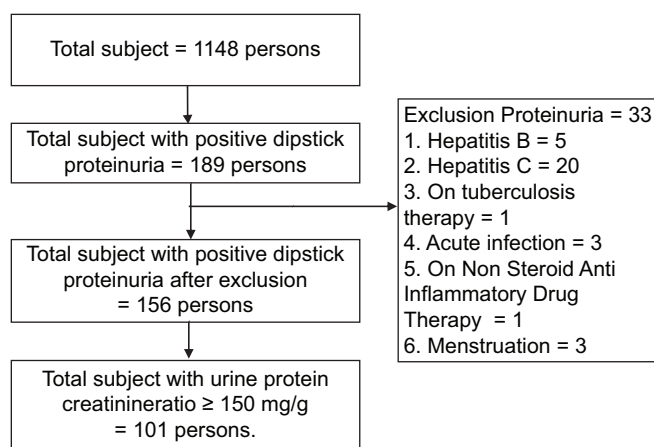 Total subject = 1148 persons
Total subject with positive dipstick
proteinuria = 189 persons
Exclusion Proteinuria = 33
1. Hepatitis B = 5
2. Hepatitis C = 20
3. On tuberculosis
therapy = 1
4. Acute infection = 3
5. On Non Steroid Anti
Inflammatory Drug
Therapy = 1
6. Menstruation = 3
Total subject with positive dipstick
proteinuria after exclusion
= 156 persons
Total subject with urine protein
creatinineratio ≥ 150 mg/g
= 101 persons.